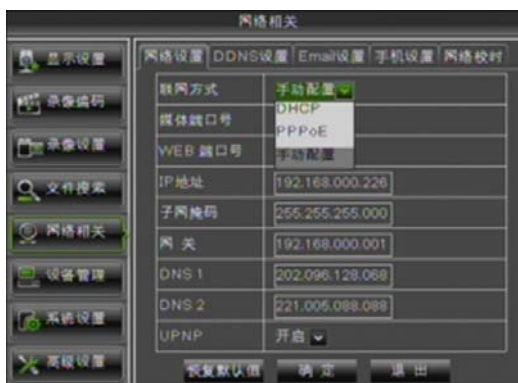 网络相关
显示设置
录像编码
录像设置
文件搜索
网络相关
设备管理
系统设置
高级设置
网络设置 DDNS设置 Email设置 手机设置 网络校时
联网方式 手动配置
DHCP
PPPoE
手动配置
媒体端口号
WEB 端口号
IP地址 192.168.000.226
子网掩码 255.255.255.000
网 关 192.168.000.001
DNS 1 202.096.128.068
DNS 2 221.005.088.088
UPNP 开启
恢复默认值 确 定 退 出